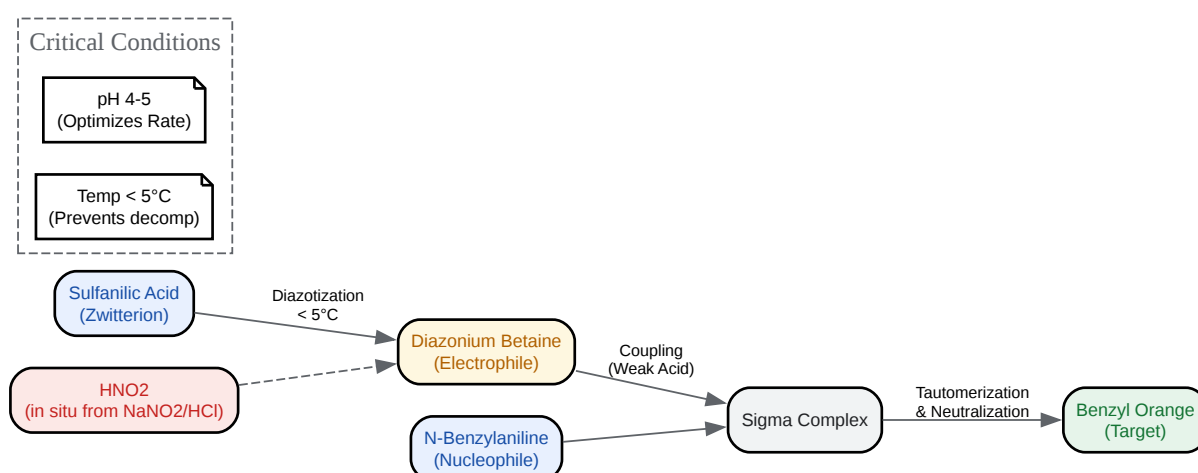 Critical Conditions
pH 4-5
(Optimizes Rate)
Temp < 5°C
(Prevents decomp)
Sulfanilic Acid
(Zwitterion)
Diazotization
< 5°C
HNO2
(in situ from NaNO2/HCl)
Diazonium Betaine
(Electrophile)
Coupling
(Weak Acid)
N-Benzylaniline
(Nucleophile)
Sigma Complex
Tautomerization
& Neutralization
Benzyl Orange
(Target)